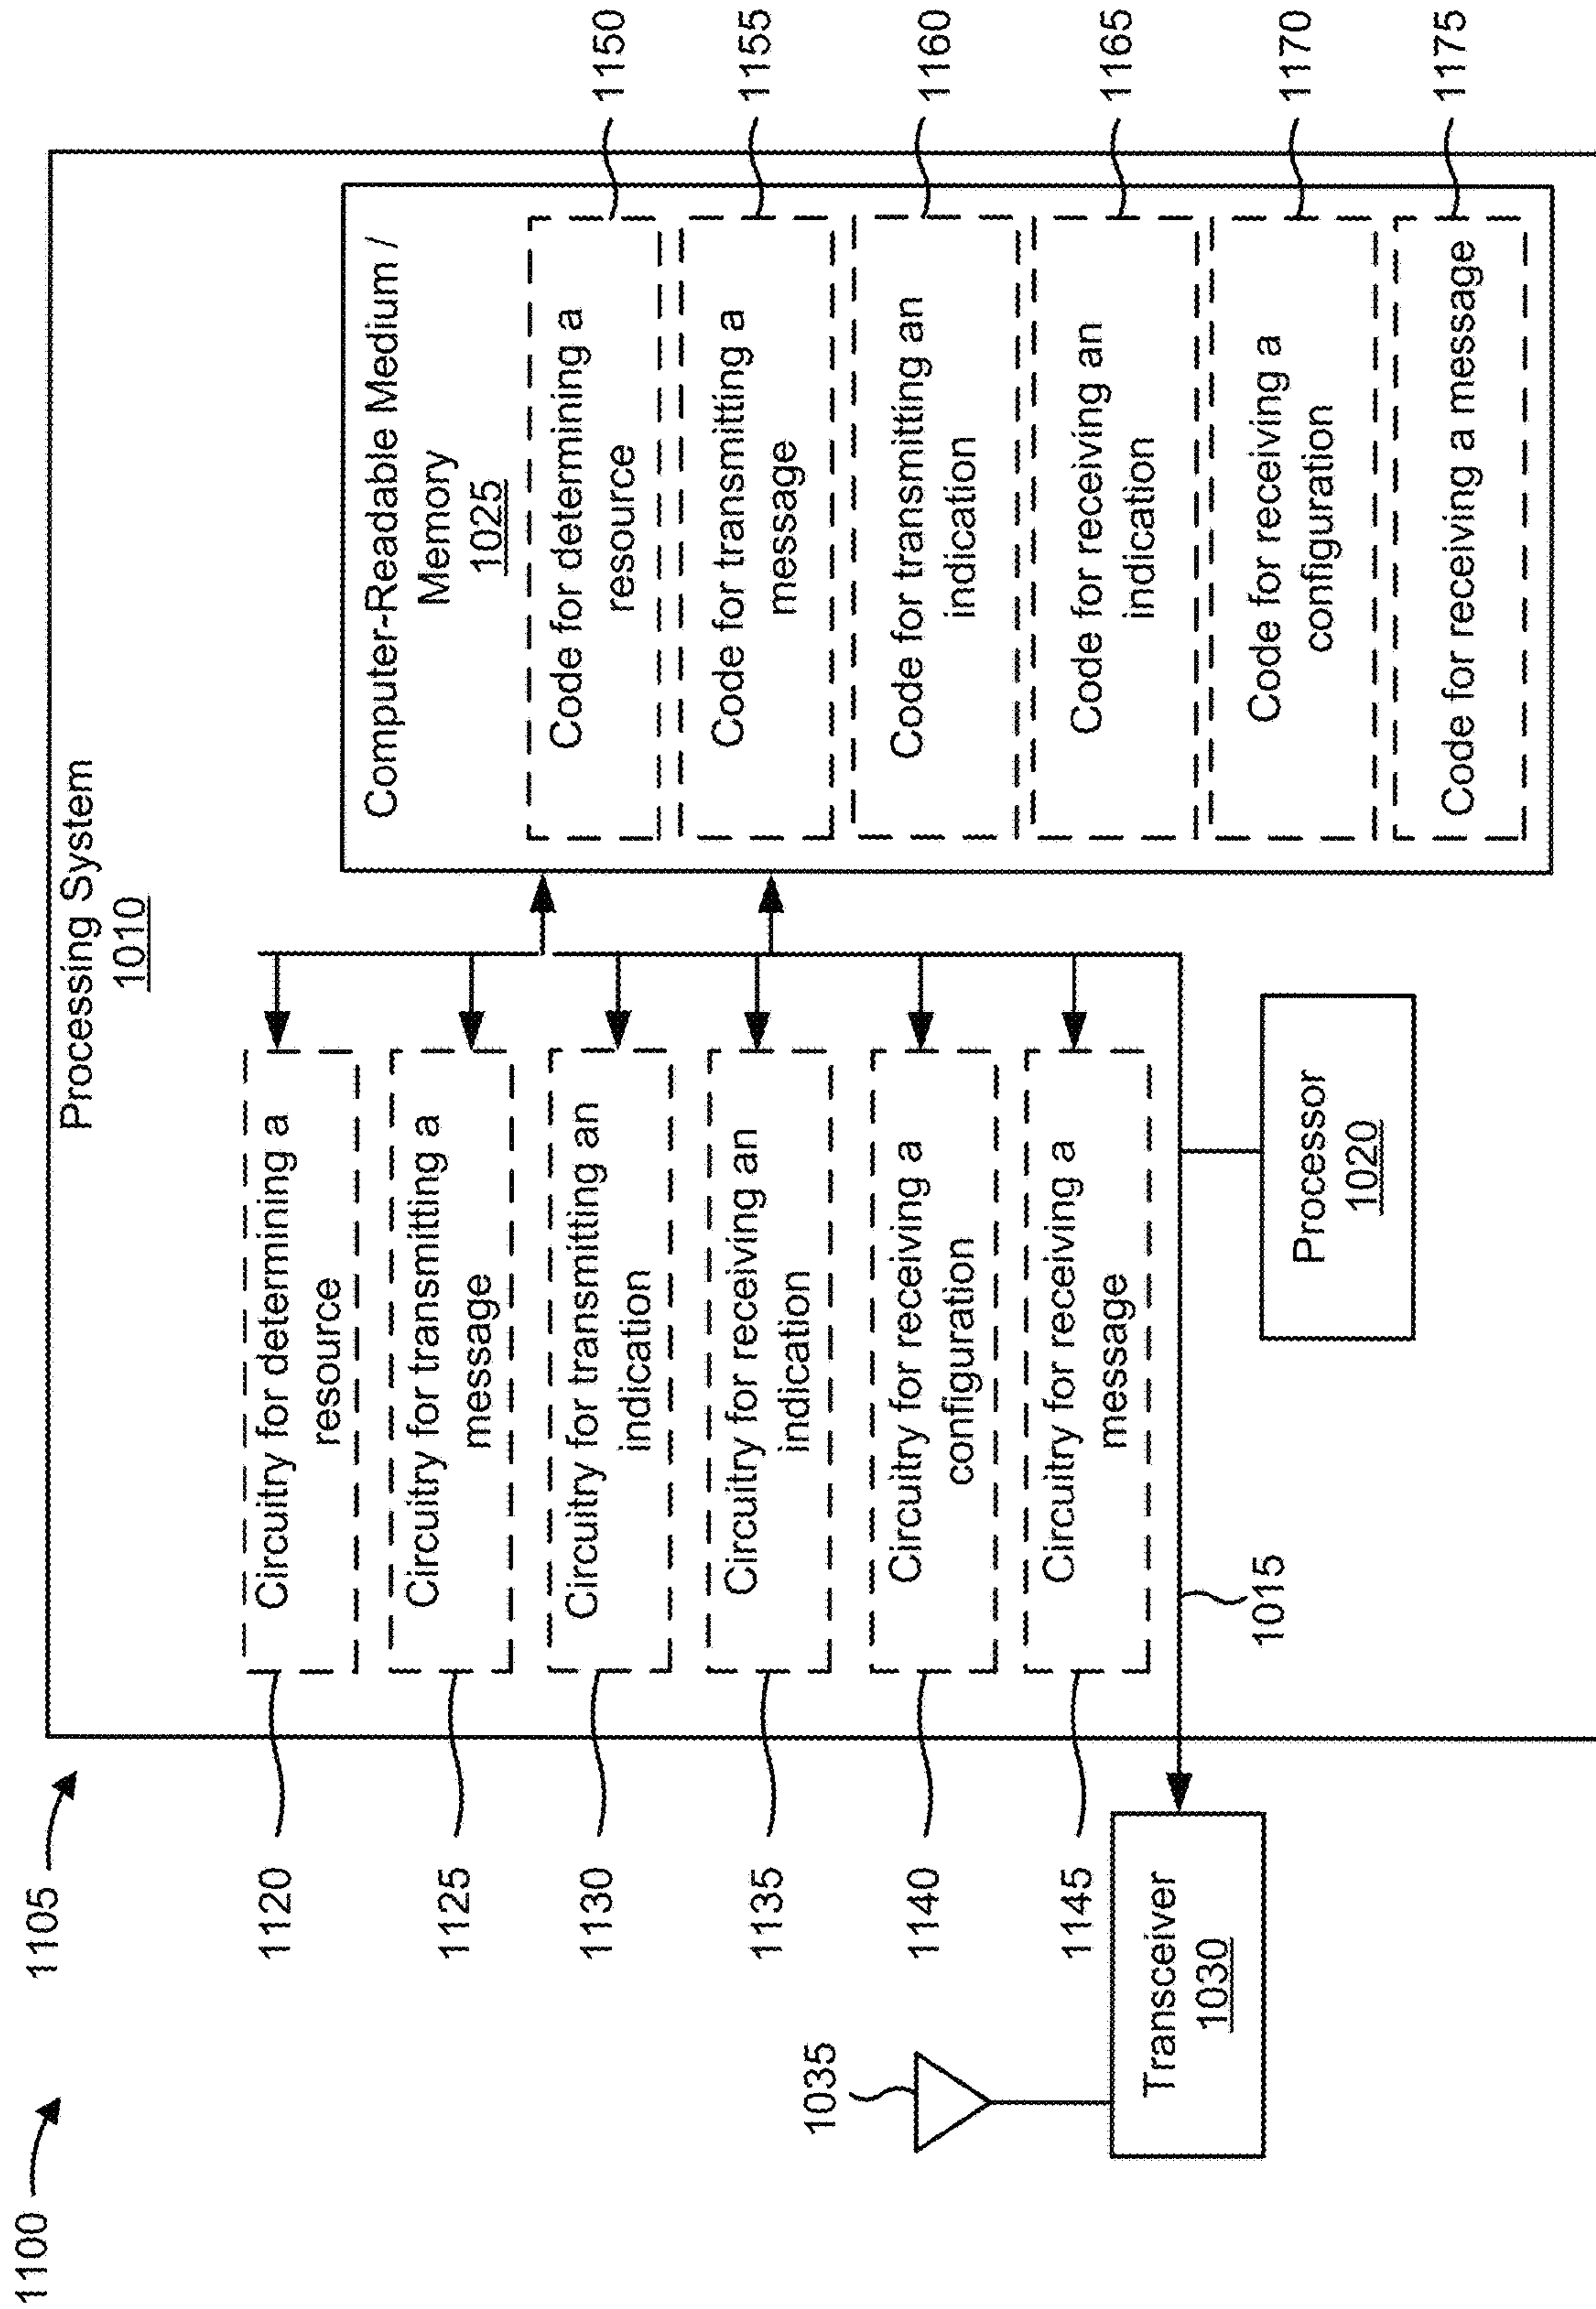 1100
1105
Processing System
1010
1120
Circuitry for determining a
resource
1125
Circuitry for transmitting a
message
1130
Circuitry for transmitting an
indication
1135
Circuitry for receiving an
indication
1140
Circuitry for receiving a
configuration
1145
Circuitry for receiving a
message
Computer-Readable Medium /
Memory
1025
Code for determining a
resource
1150
Code for transmitting a
message
1155
Code for transmitting an
indication
1160
Code for receiving an
indication
1165
Code for receiving a
configuration
1170
Code for receiving a message
1175
1035
Transceiver
1030
1015
Processor
1020